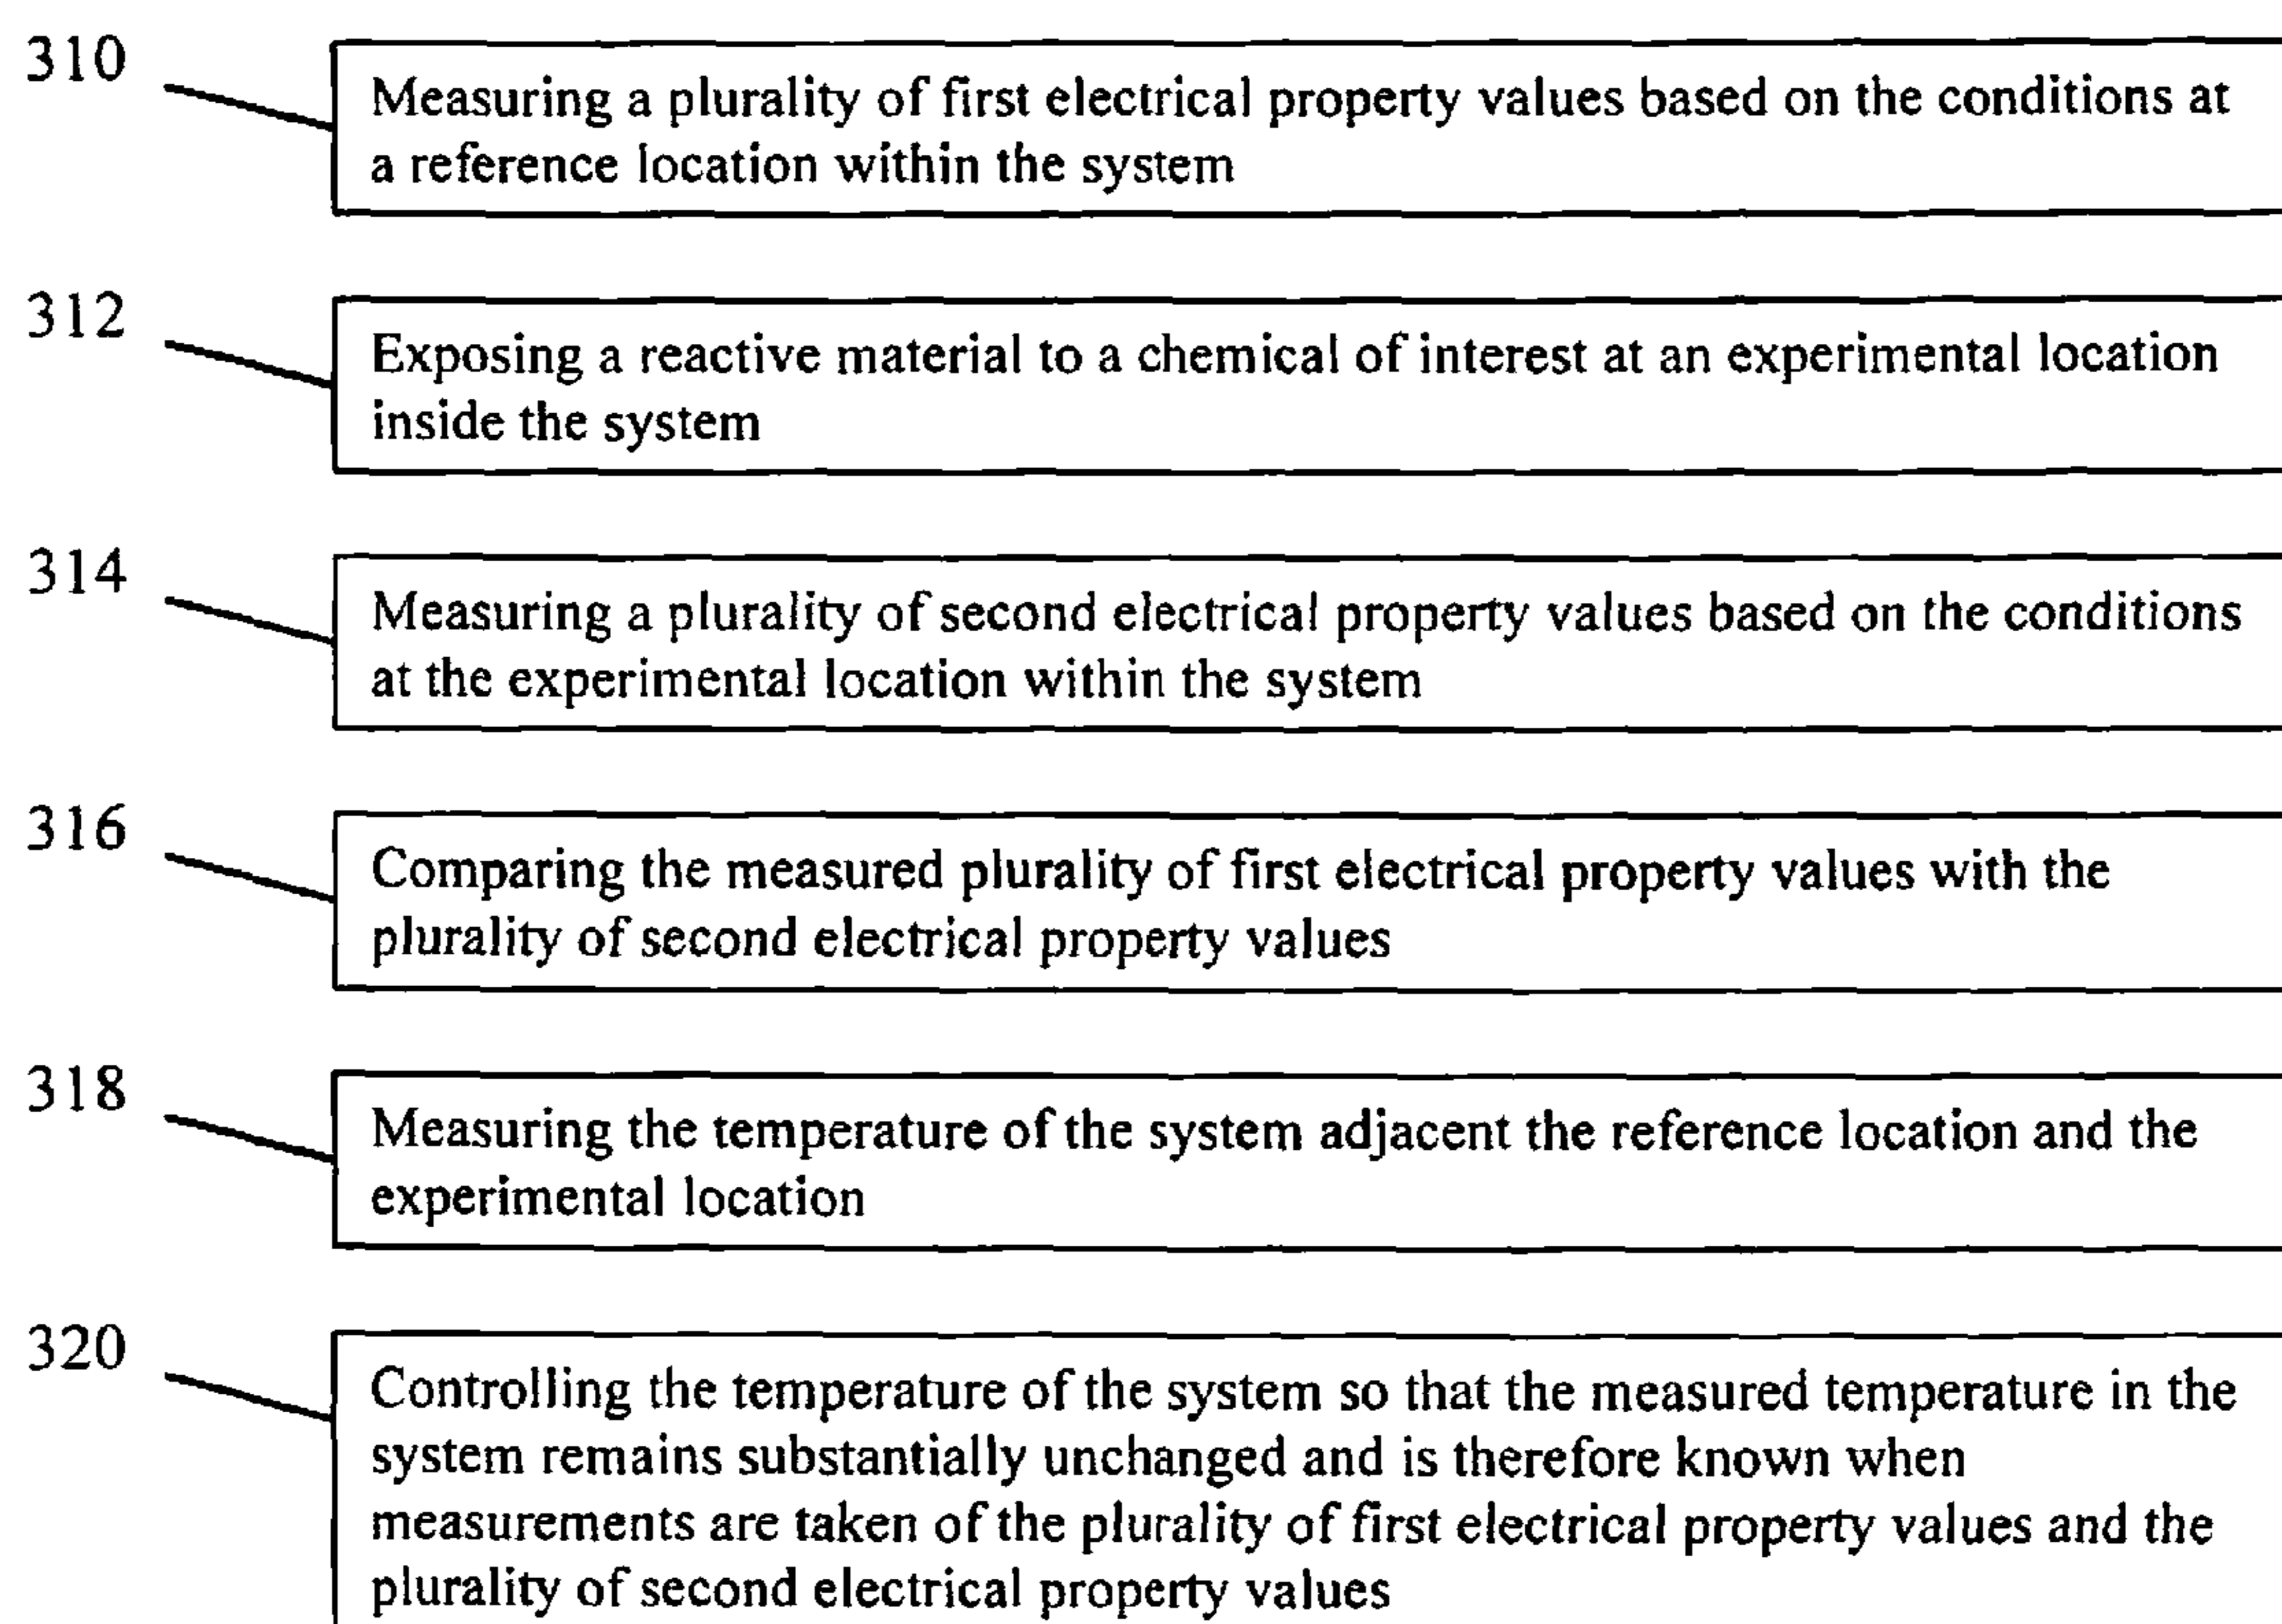 310
Measuring a plurality of first electrical property values based on the conditions at
a reference location within the system
312
Exposing a reactive material to a chemical of interest at an experimental location
inside the system
314
Measuring a plurality of second electrical property values based on the conditions
at the experimental location within the system
316
Comparing the measured plurality of first electrical property values with the
plurality of second electrical property values
318
Measuring the temperature of the system adjacent the reference location and the
experimental location
320
Controlling the temperature of the system so that the measured temperature in the
system remains substantially unchanged and is therefore known when
measurements are taken of the plurality of first electrical property values and the
plurality of second electrical property values